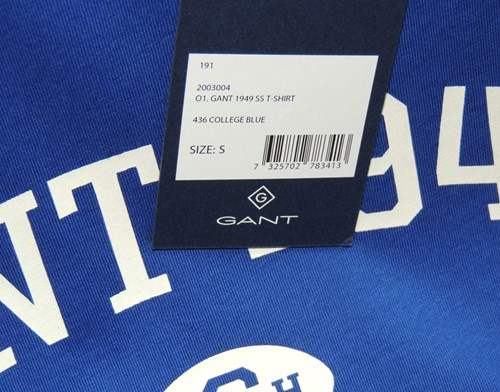 191
2003004
O1. GANT 1949 SS T-SHIRT
436 COLLEGE BLUE
SIZE: S
7 325702 783413
G
GANT
NT 194
H